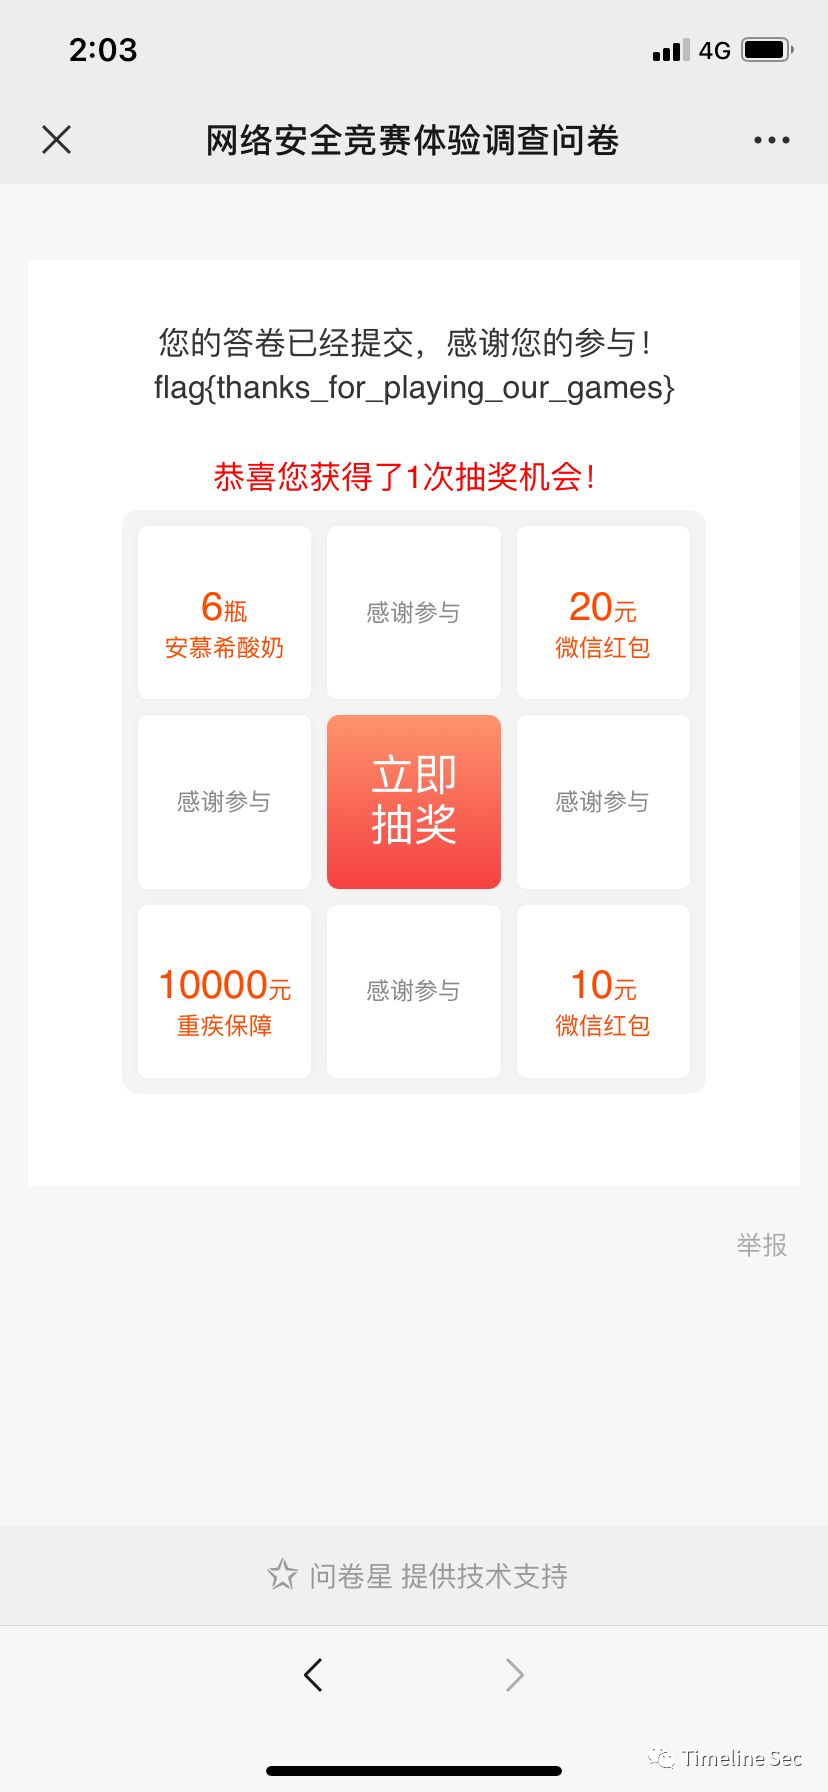 2:03
4G
网络安全竞赛体验调查问卷
您的答卷已经提交，感谢您的参与！
flag{thanks_for_playing_our_games}
恭喜您获得了1次抽奖机会！
6瓶
安慕希酸奶
感谢参与
20元
微信红包
感谢参与
立即
抽奖
感谢参与
10000元
重疾保障
感谢参与
10元
微信红包
举报
问卷星 提供技术支持
Timeline Sec